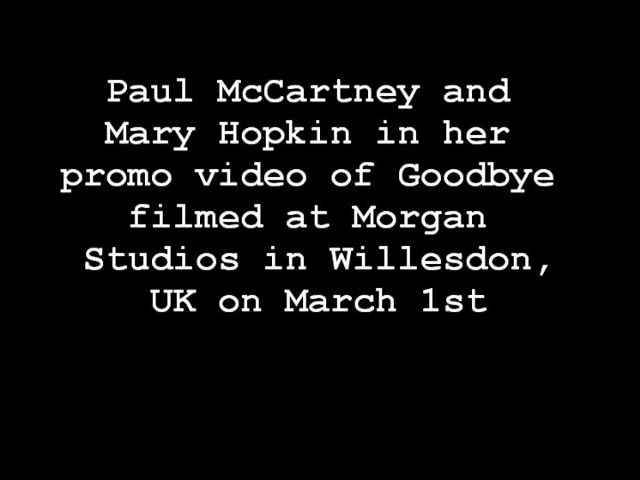 Paul McCartney and
Mary Hopkin in her
promo video of Goodbye
filmed at Morgan
Studios in Willesdon,
UK on March 1st